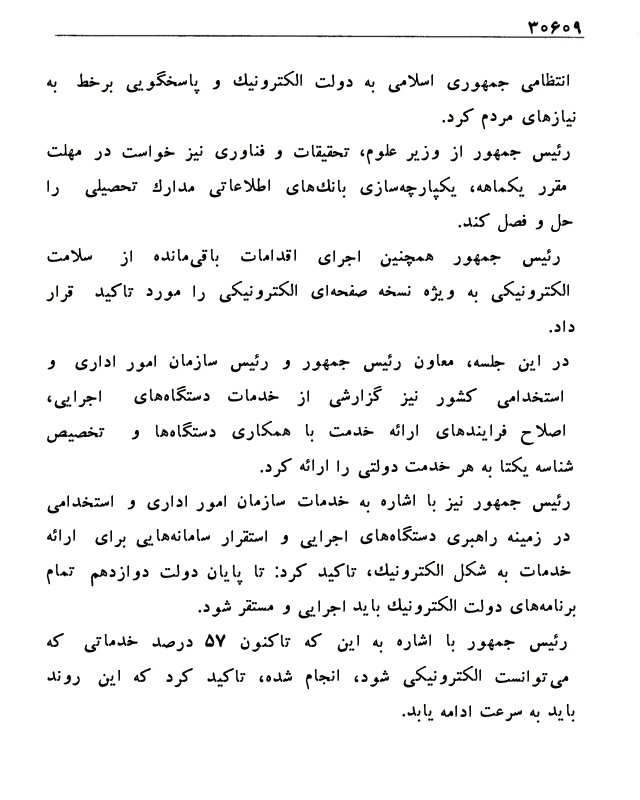 ۳۰۶۰۹
انتظامی جمهوری اسلامی به دولت الکترونیك و پاسخگویی برخط به
نیازهای مردم کرد.
رئیس جمهور از وزیر علوم، تحقیقات و فناوری نیز خواست در مهلت
مقرر یکماهه، یکپارچه‌سازی بانك‌های اطلاعاتی مدارك تحصیلی را
حل و فصل کند.
رئیس جمهور همچنین اجرای اقدامات باقی‌مانده از سلامت
الکترونیکی به ویژه نسخه صفحه‌ای الکترونیکی را مورد تاکید قرار
داد.
در این جلسه، معاون رئیس جمهور و رئیس سازمان امور اداری و
استخدامی کشور نیز گزارشی از خدمات دستگاه‌های اجرایی،
اصلاح فرایندهای ارائه خدمت با همکاری دستگاه‌ها و تخصیص
شناسه یکتا به هر خدمت دولتی را ارائه کرد.
رئیس جمهور نیز با اشاره به خدمات سازمان امور اداری و استخدامی
در زمینه راهبری دستگاه‌های اجرایی و استقرار سامانه‌هایی برای ارائه
خدمات به شکل الکترونیك، تاکید کرد: تا پایان دولت دوازدهم تمام
برنامه‌های دولت الکترونیك باید اجرایی و مستقر شود.
رئیس جمهور با اشاره به این که تاکنون ۵۷ درصد خدماتی که
می‌توانست الکترونیکی شود، انجام شده، تاکید کرد که این روند
باید به سرعت ادامه یابد.